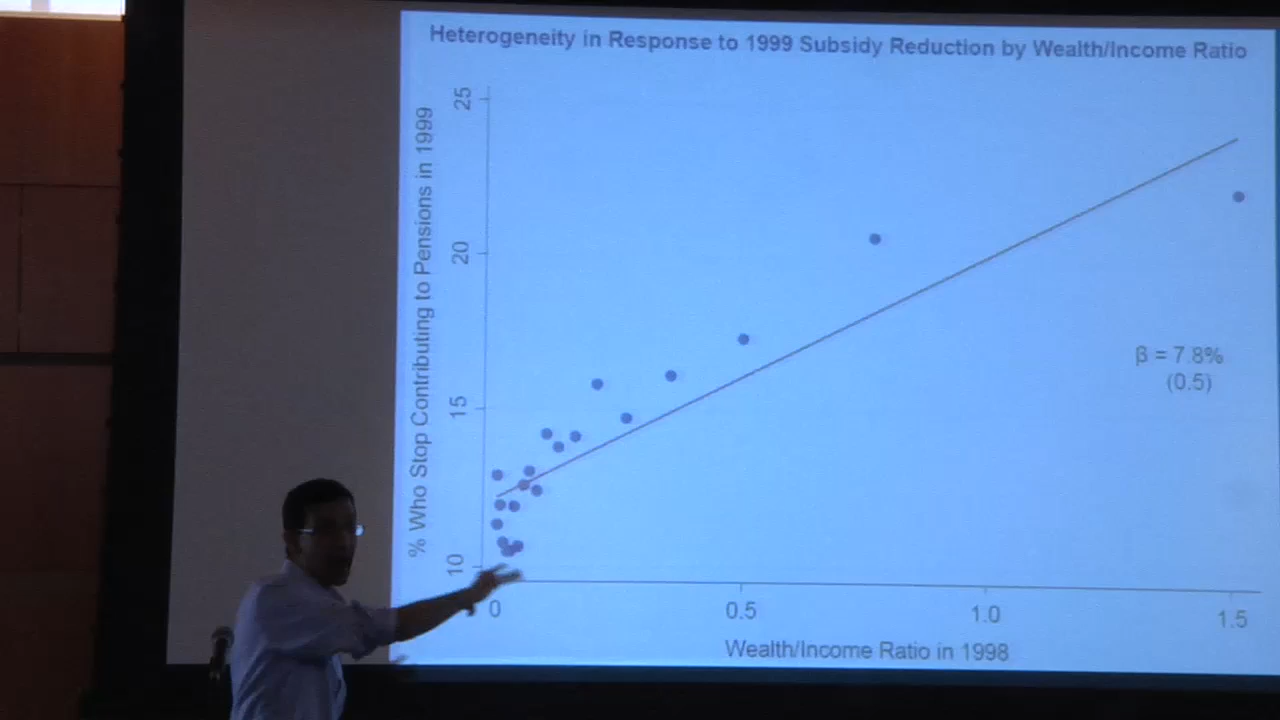 Heterogeneity in Response to 1999 Subsidy Reduction by Wealth/Income Ratio
% Who Stop Contributing to Pensions in 1999
25
20
15
10
β = 7.8%
(0.5)
0 0.5 1.0 1.5
Wealth/Income Ratio in 1998